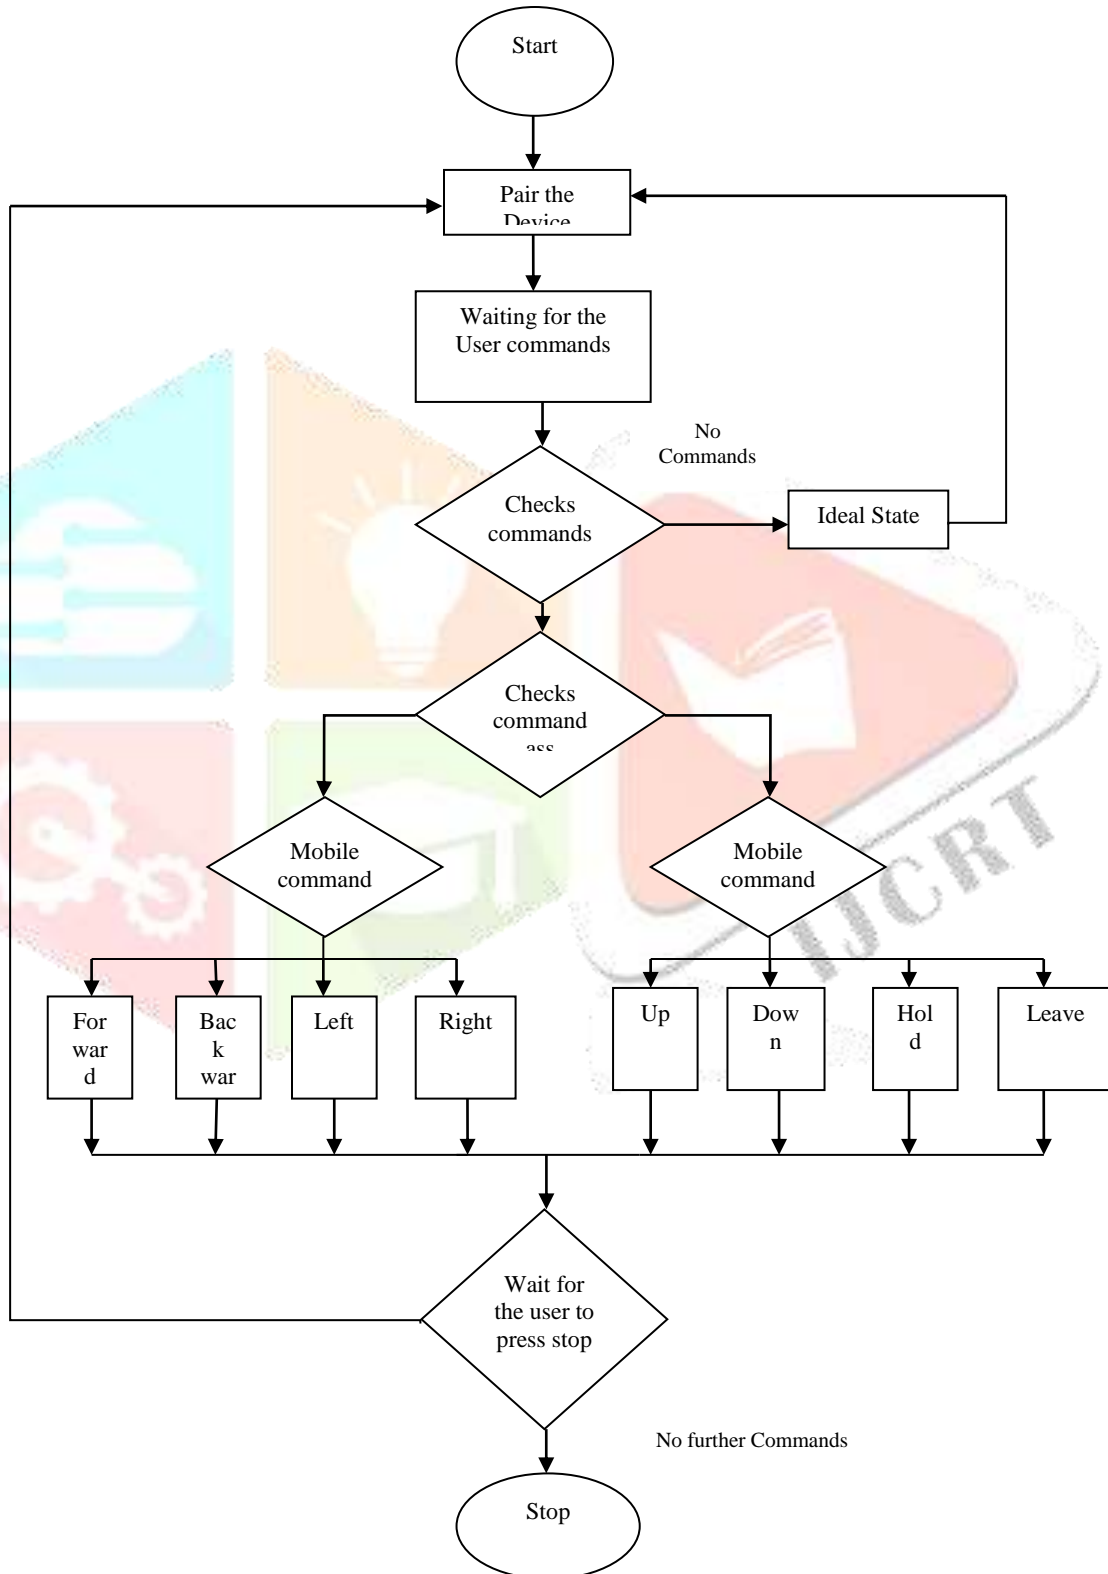 Start
Pair the
Device
Waiting for the
User commands
No
Commands
Checks
commands
Ideal State
Checks
command
Mobile
command
Mobile
command
For
war
d
Bac
k
war
Left
Right
Up
Dow
n
Hol
d
Leave
Wait for
the user to
press stop
No further Commands
Stop
IJCRT